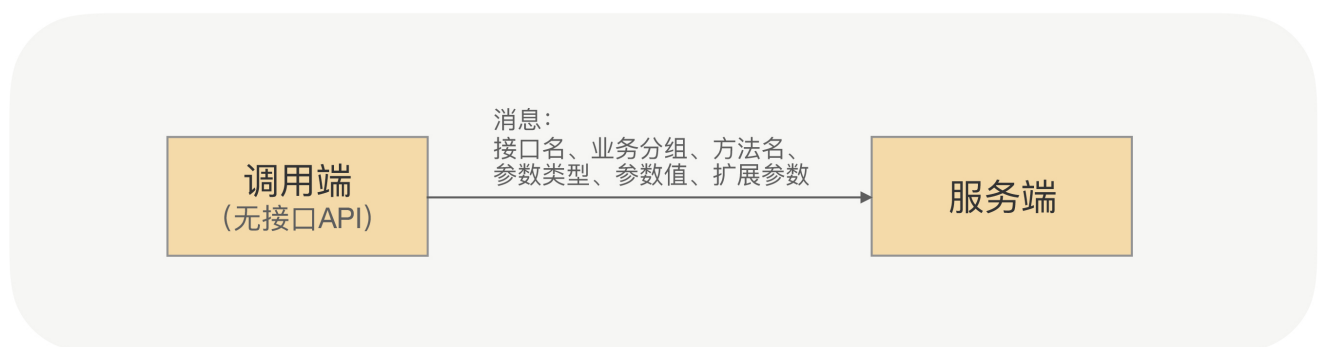 消息：
接口名、业务分组、方法名、
参数类型、参数值、扩展参数
调用端
（无接口API）
服务端